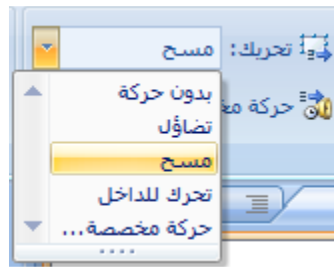 تحريك: مسح
بدون حركة
تضاؤل
مسح
تحرك للداخل
حركة مخصصة...
حركة مخ